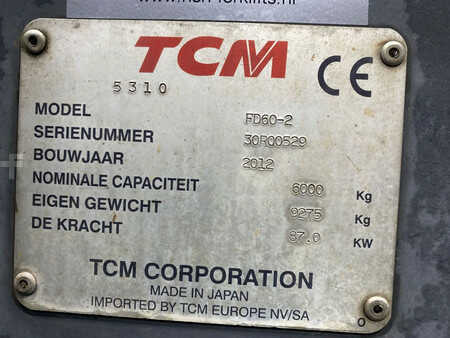 TCM
CE
5310
MODEL FD60-2
SERIENUMMER 30R00529
BOUWJAAR 2012
NOMINALE CAPACITEIT 6000 Kg
EIGEN GEWICHT 9275 Kg
DE KRACHT 87.0 KW
TCM CORPORATION
MADE IN JAPAN
IMPORTED BY TCM EUROPE NV/SA
0